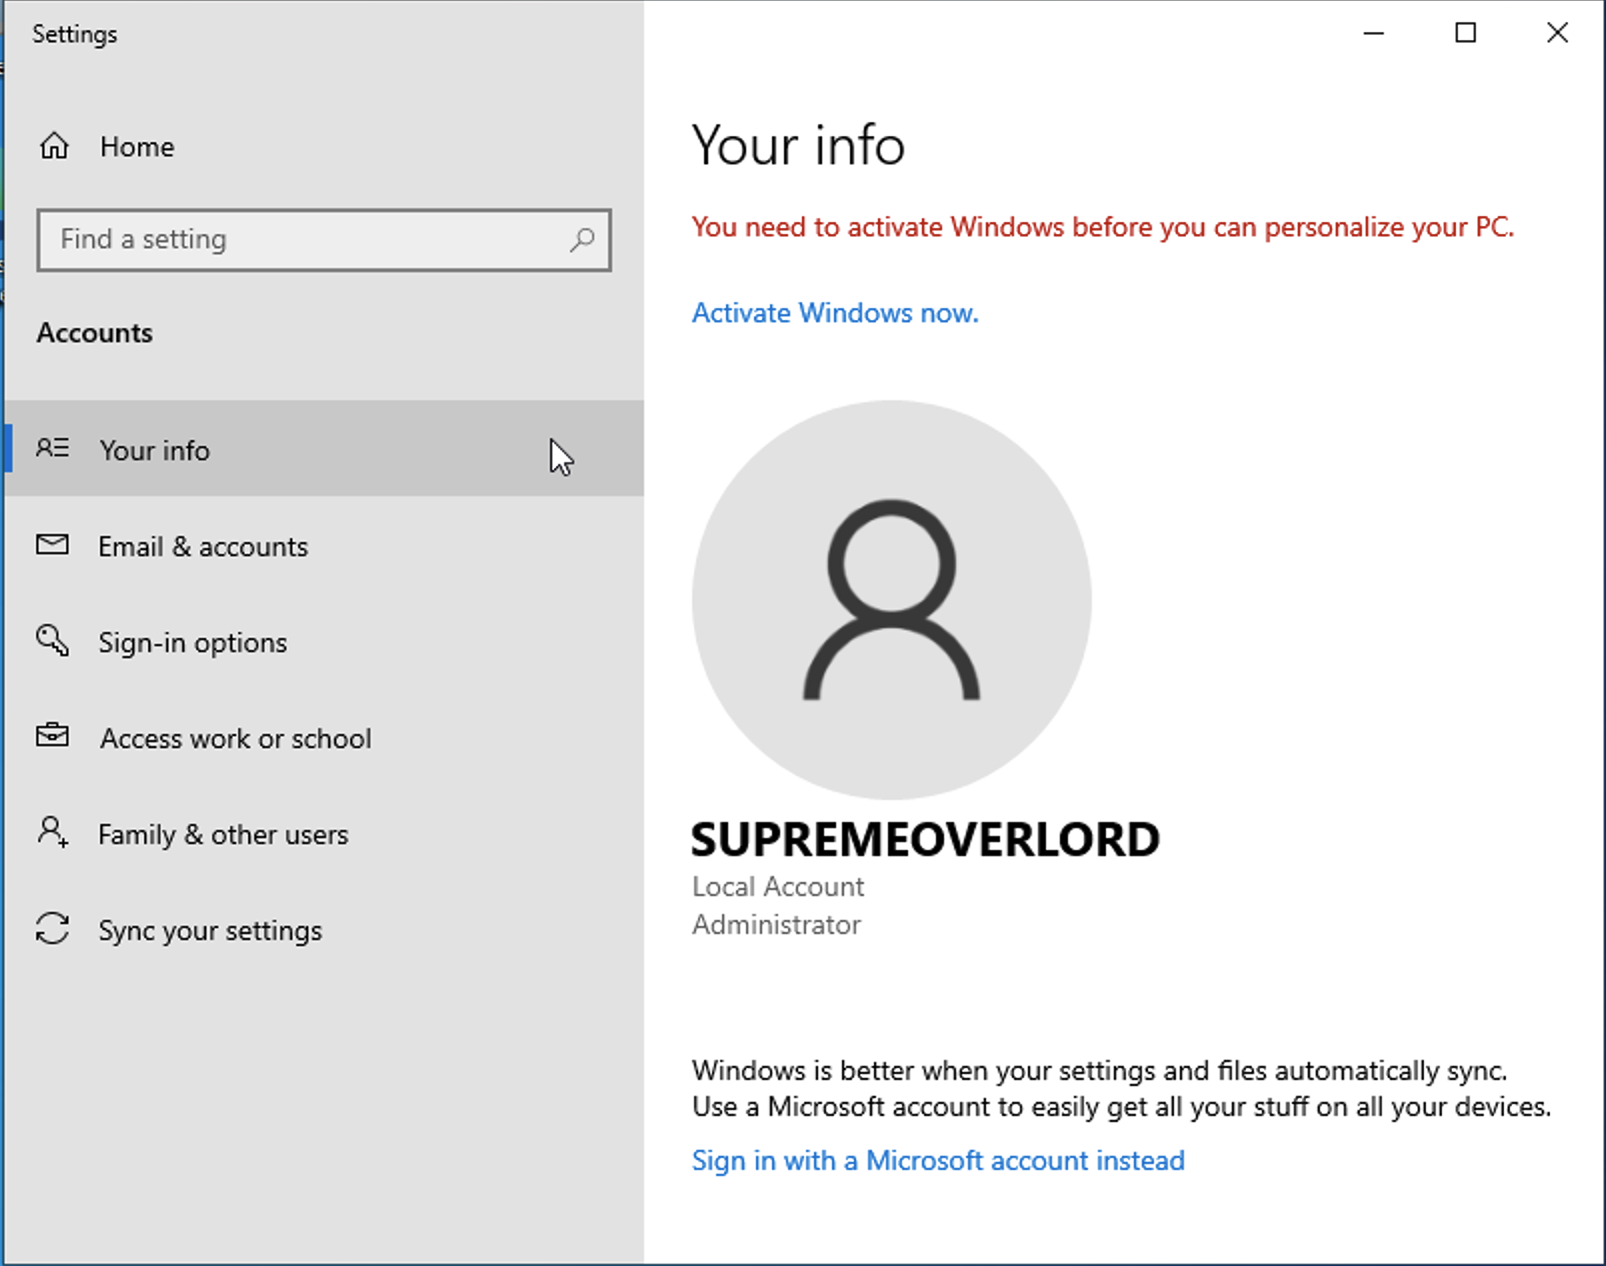 Settings
Home
Find a setting
Accounts
Your info
Email & accounts
Sign-in options
Access work or school
Family & other users
Sync your settings
Your info
You need to activate Windows before you can personalize your PC.
Activate Windows now.
SUPREMEOVERLORD
Local Account
Administrator
Windows is better when your settings and files automatically sync.
Use a Microsoft account to easily get all your stuff on all your devices.
Sign in with a Microsoft account instead